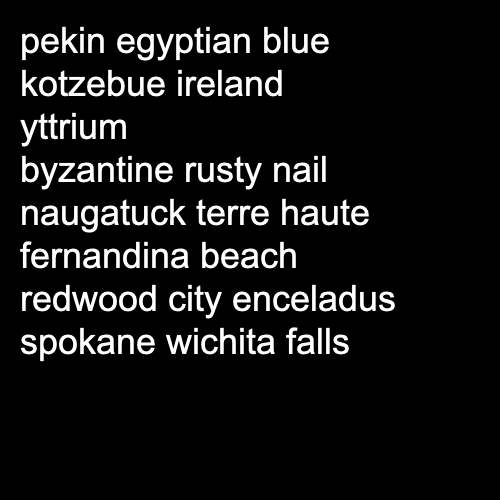 pekin egyptian blue
kotzebue ireland
yttrium
byzantine rusty nail
naugatuck terre haute
fernandina beach
redwood city enceladus
spokane wichita falls